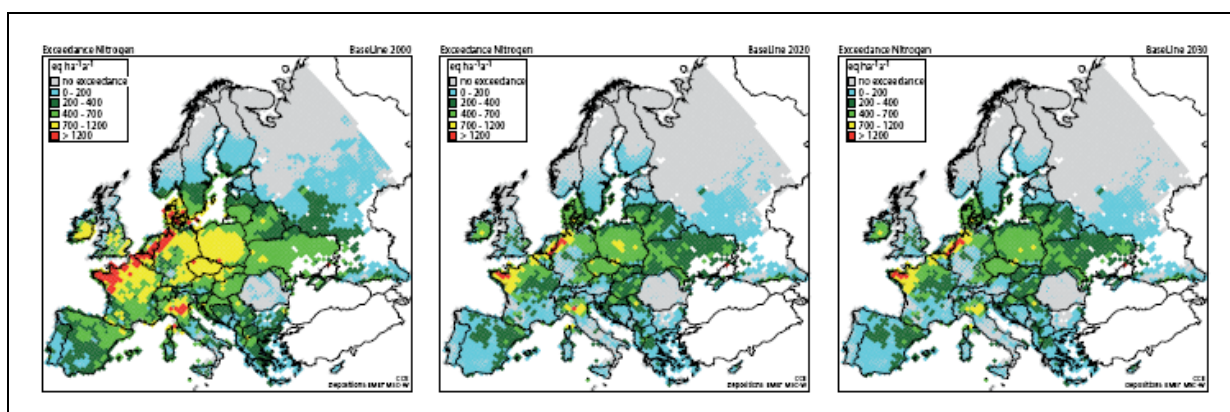 Exceedance Nitrogen BaseLine 2000
eq ha⁻¹a⁻¹
no exceedance
0 - 200
200 - 400
400 - 700
700 - 1200
> 1200
CCE
Depositions EMEP MSC-W
Exceedance Nitrogen BaseLine 2020
eq ha⁻¹a⁻¹
no exceedance
0 - 200
200 - 400
400 - 700
700 - 1200
> 1200
CCE
Depositions EMEP MSC-W
Exceedance Nitrogen BaseLine 2030
eq ha⁻¹a⁻¹
no exceedance
0 - 200
200 - 400
400 - 700
700 - 1200
> 1200
CCE
Depositions EMEP MSC-W